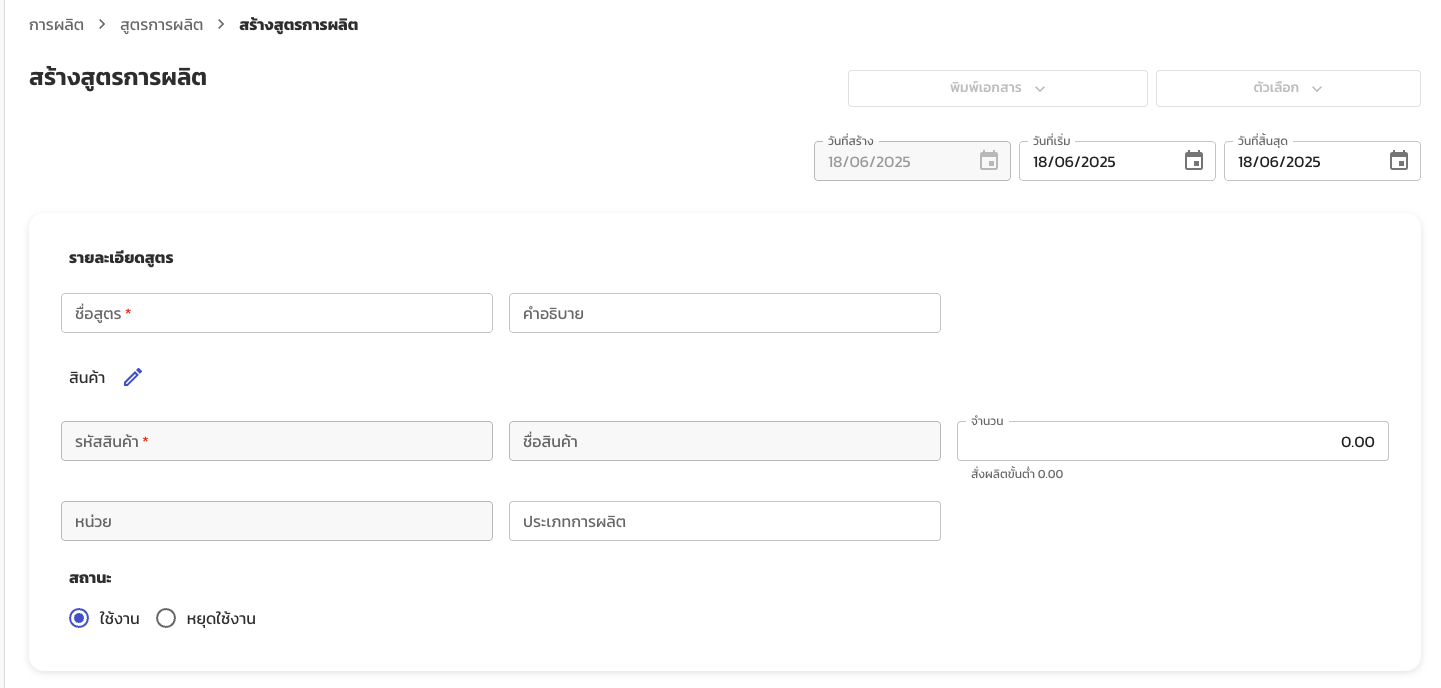 การผลิต > สูตรการผลิต > สร้างสูตรการผลิต
สร้างสูตรการผลิต
พิมพ์เอกสาร ตัวเลือก
วันที่สร้าง วันที่เริ่ม วันที่สิ้นสุด
18/06/2025 18/06/2025 18/06/2025
รายละเอียดสูตร
ชื่อสูตร * คำอธิบาย
สินค้า
จำนวน
รหัสสินค้า * ชื่อสินค้า 0.00
สั่งผลิตขั้นต่ำ 0.00
หน่วย ประเภทการผลิต
สถานะ
ใช้งาน หยุดใช้งาน